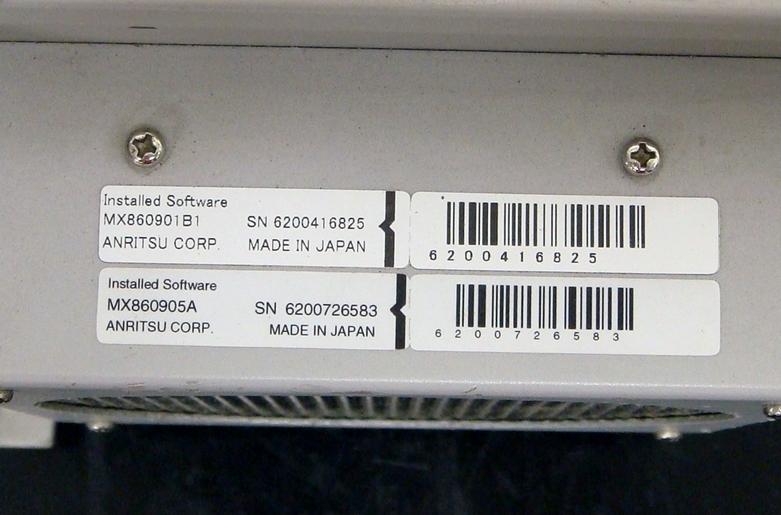 Installed Software
MX860901B1 SN 6200416825
ANRITSU CORP. MADE IN JAPAN
6200416825
Installed Software
MX860905A SN 6200726583
ANRITSU CORP. MADE IN JAPAN
6200726583